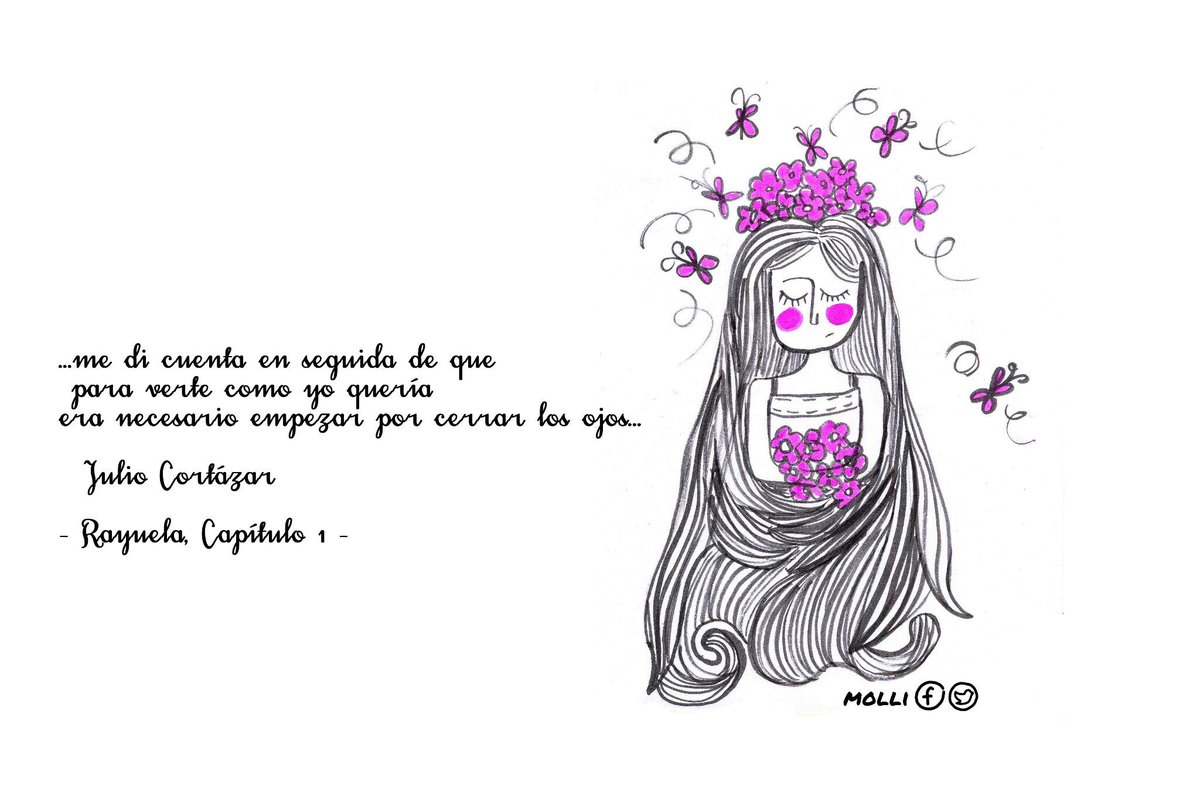 ...me di cuenta en seguida de que
para verte como yo quería
era necesario empezar por cerrar los ojos...
Julio Cortázar
- Rayuela, Capítulo 1 -
MOLLI